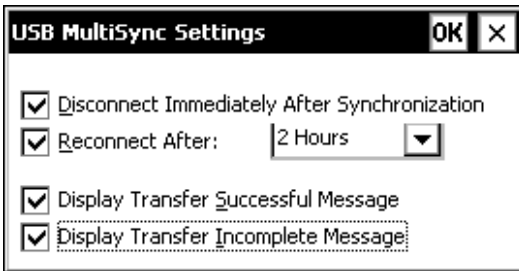 USB MultiSync Settings OK ×
Disconnect Immediately After Synchronization
Reconnect After: 2 Hours
Display Transfer Successful Message
Display Transfer Incomplete Message